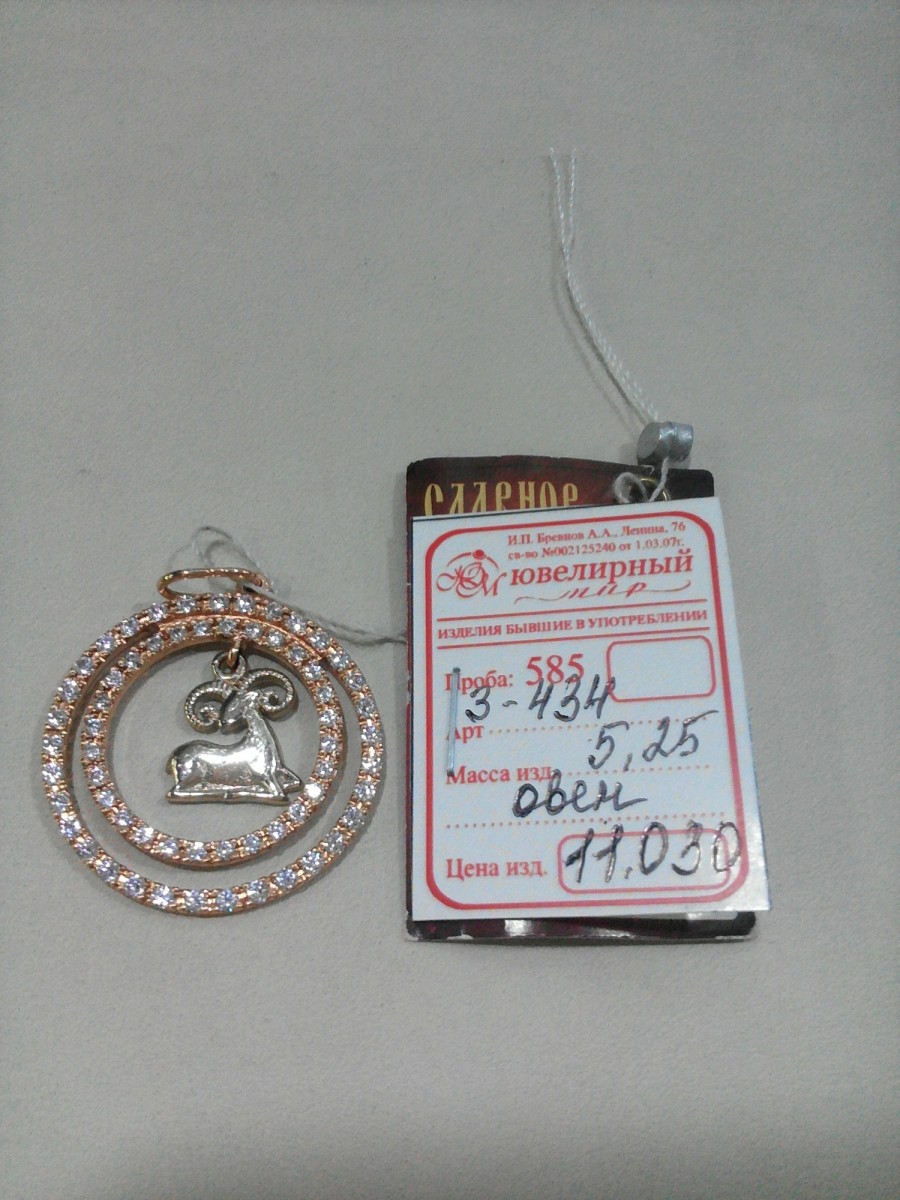 СЛАВНОЕ
И.П. Бревнов А.А., Ленина, 76
св-во №002125240 от 1.03.07г.
ЮМ ювелирный
мир
ИЗДЕЛИЯ БЫВШИЕ В УПОТРЕБЛЕНИИ
Проба: 585
Арт 3-434
Масса изд. 5,25
овен
Цена изд. 11,030